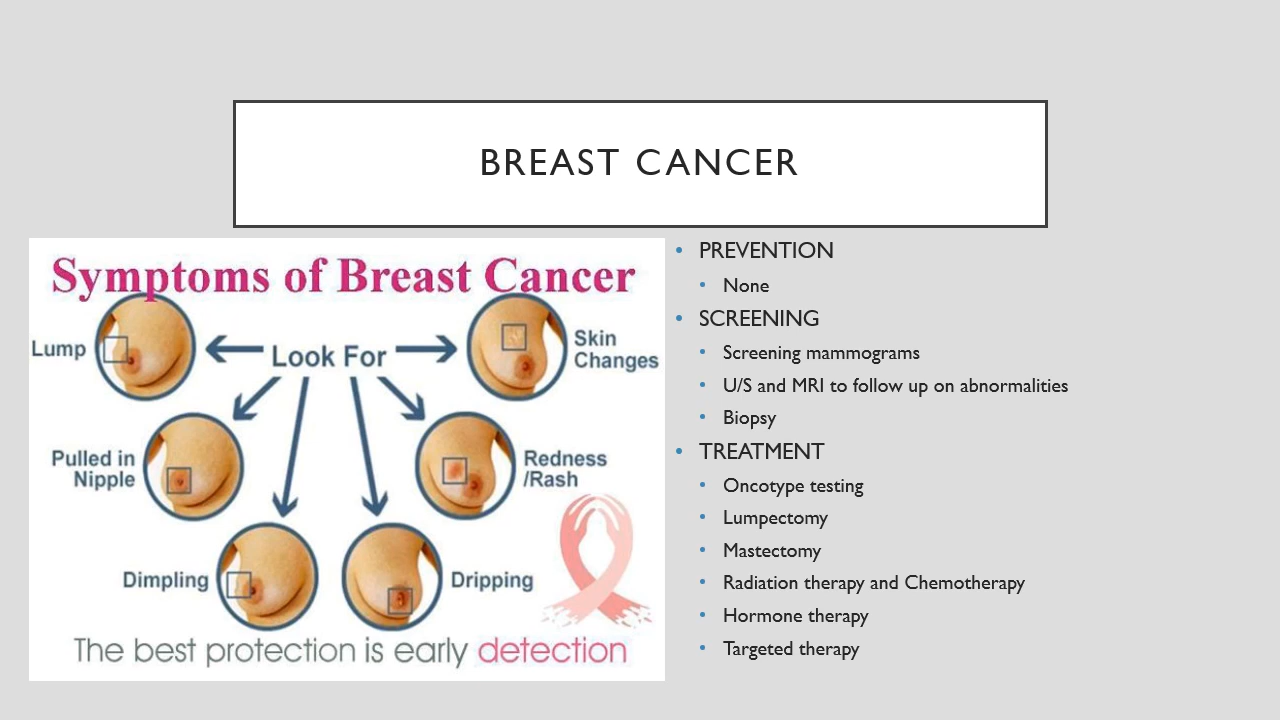 BREAST CANCER
Symptoms of Breast Cancer
Look For
Lump
Skin
Changes
Pulled in
Nipple
Redness
/Rash
Dimpling
Dripping
The best protection is early detection
PREVENTION
None
SCREENING
Screening mammograms
U/S and MRI to follow up on abnormalities
Biopsy
TREATMENT
Oncotype testing
Lumpectomy
Mastectomy
Radiation therapy and Chemotherapy
Hormone therapy
Targeted therapy